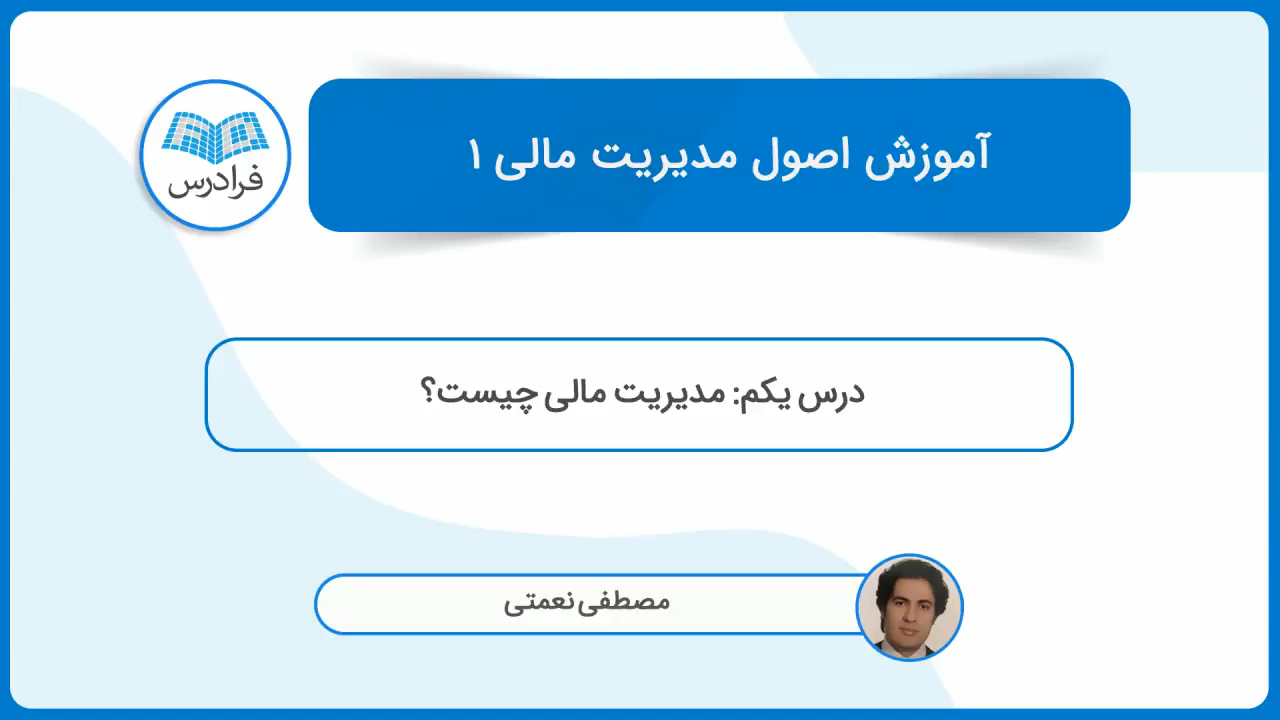 آموزش اصول مدیریت مالی ۱
فرادرس
درس یکم: مدیریت مالی چیست؟
مصطفی نعمتی